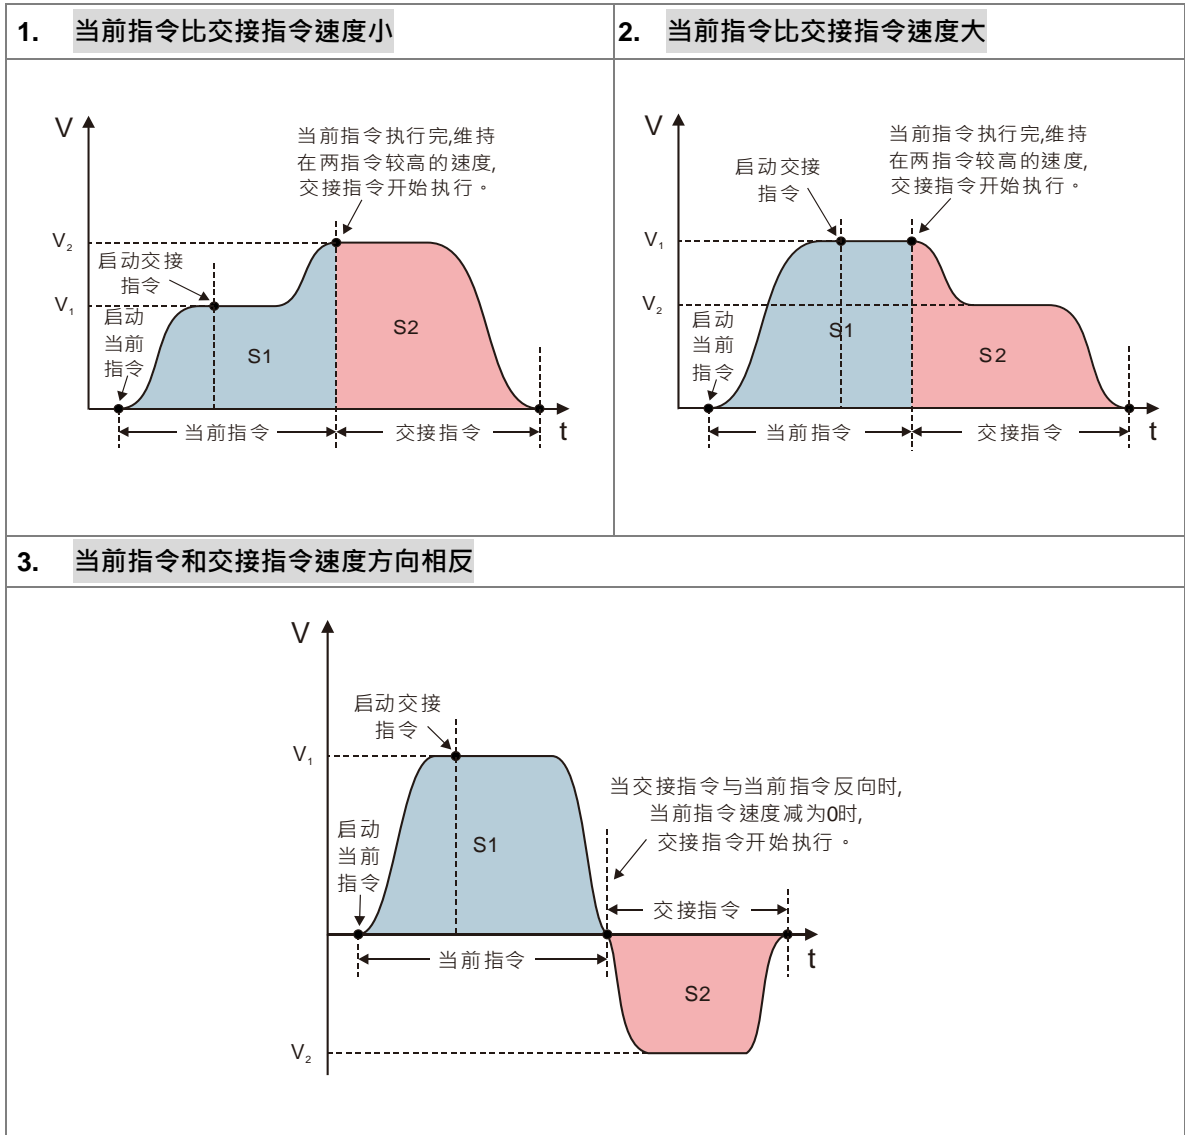 1. 当前指令比交接指令速度小
2. 当前指令比交接指令速度大
V
当前指令执行完,维持
在两指令较高的速度,
交接指令开始执行。
V₂
启动交接
指令
V₁
启动
当前
指令
S1
S2
当前指令
交接指令
t
V
当前指令执行完,维持
在两指令较高的速度,
交接指令开始执行。
启动交接
指令
V₁
V₂
启动
当前
指令
S1
S2
当前指令
交接指令
t
3. 当前指令和交接指令速度方向相反
V
启动交接
指令
V₁
当交接指令与当前指令反向时,
当前指令速度减为0时,
交接指令开始执行。
启动
当前
指令
S1
交接指令
当前指令
t
S2
V₂